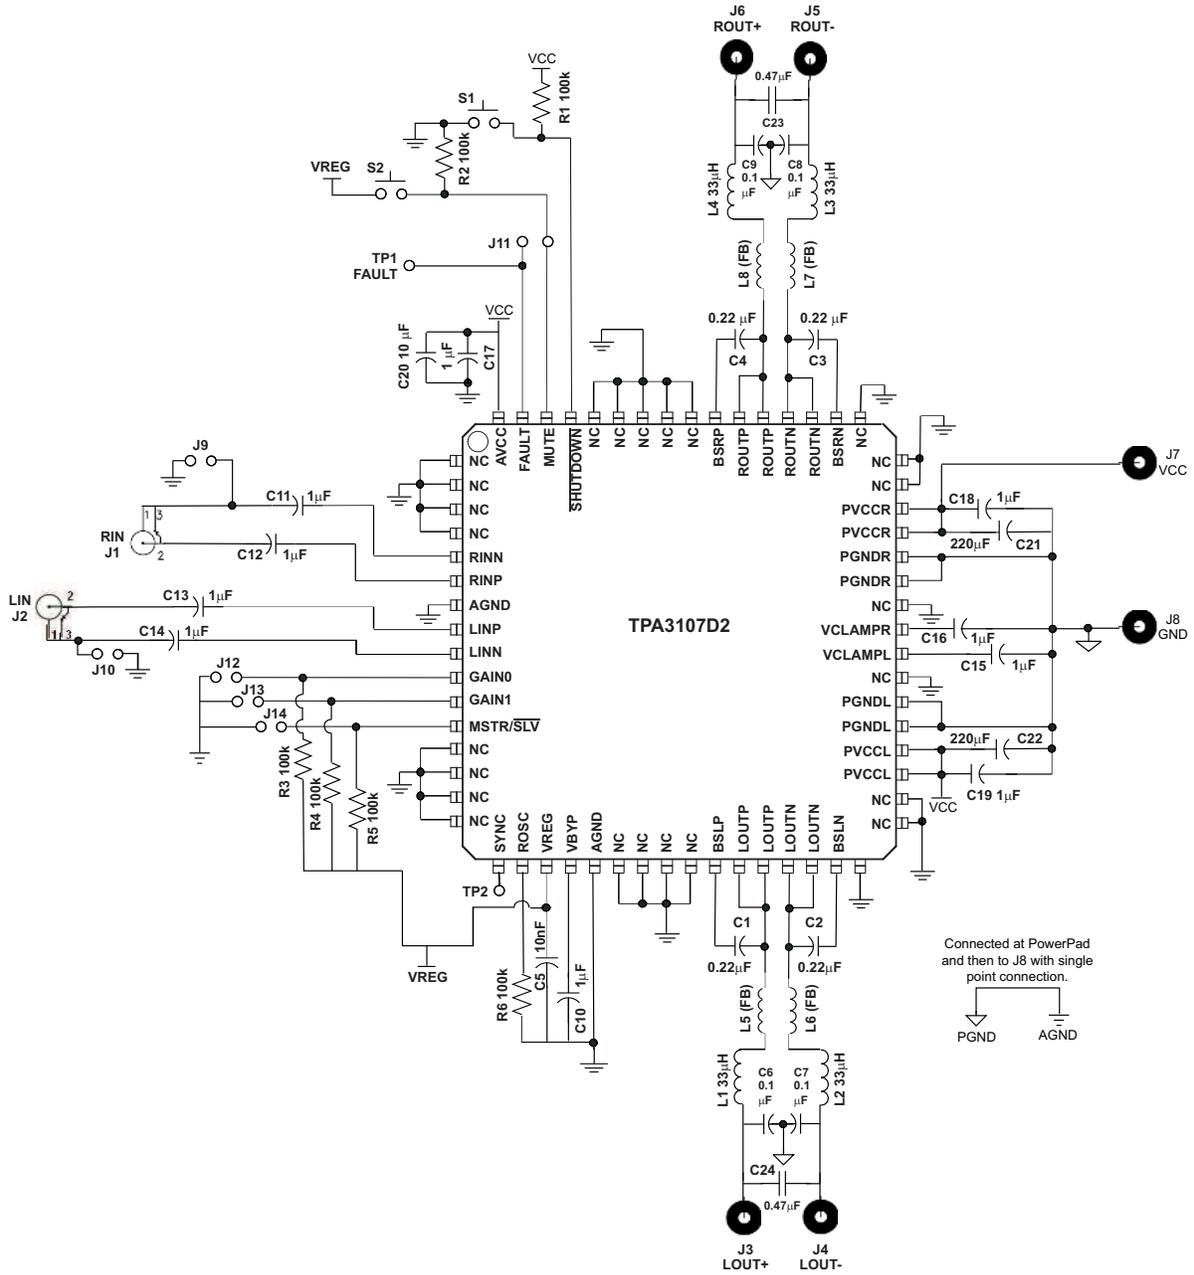 J6
ROUT+
J5
ROUT-
0.47µF
C23
C9
0.1
µF
C8
0.1
µF
L4 33µH
L3 33µH
L8 (FB)
L7 (FB)
0.22 µF
C4
0.22 µF
C3
VCC
R1 100k
S1
R2 100k
VREG
S2
J11
TP1
FAULT
VCC
C20 10 µF
1 µF
C17
AVCC
FAULT
MUTE
SHUTDOWN
NC
NC
NC
NC
NC
BSRP
ROUTP
ROUTP
ROUTN
ROUTN
BSRN
NC
J9
C11
1µF
1
3
RIN
J1
2
C12
1µF
LIN
J2
2
1
3
C13
1µF
C14
1µF
J10
J12
J13
J14
NC
NC
NC
NC
RINN
RINP
AGND
LINP
LINN
GAIN0
GAIN1
MSTR/SLV
NC
NC
NC
NC
TPA3107D2
NC
NC
PVCCR
PVCCR
PGNDR
PGNDR
NC
VCLAMPR
VCLAMPL
NC
PGNDL
PGNDL
PVCCL
PVCCL
NC
NC
J7
VCC
C18
1µF
220µF
C21
C16
1µF
C15
1µF
J8
GND
220µF
C22
C19 1µF
VCC
R3 100k
R4 100k
R5 100k
SYNC
ROSC
VREG
VBYP
AGND
NC
NC
NC
NC
BSLP
LOUTP
LOUTP
LOUTN
LOUTN
BSLN
TP2
VREG
R6 100k
10nF
C5
1µF
C10
C1
0.22µF
C2
0.22µF
L5 (FB)
L6 (FB)
L1 33µH
L2 33µH
C6
0.1
µF
C7
0.1
µF
C24
0.47µF
J3
LOUT+
J4
LOUT-
Connected at PowerPad
and then to J8 with single
point connection.
PGND
AGND